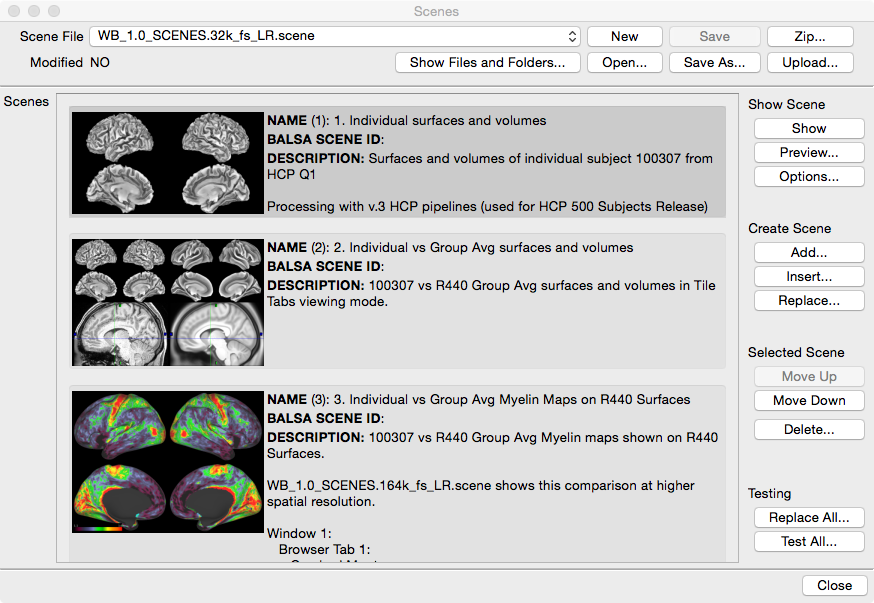 Scenes
Scene File WB_1.0_SCENES.32k_fs_LR.scene New Save Zip...
Modified NO Show Files and Folders... Open... Save As... Upload...
Scenes
NAME (1): 1. Individual surfaces and volumes
BALSA SCENE ID:
DESCRIPTION: Surfaces and volumes of individual subject 100307 from
HCP Q1
Processing with v.3 HCP pipelines (used for HCP 500 Subjects Release)
NAME (2): 2. Individual vs Group Avg surfaces and volumes
BALSA SCENE ID:
DESCRIPTION: 100307 vs R440 Group Avg surfaces and volumes in Tile
Tabs viewing mode.
NAME (3): 3. Individual vs Group Avg Myelin Maps on R440 Surfaces
BALSA SCENE ID:
DESCRIPTION: 100307 vs R440 Group Avg Myelin maps shown on R440
Surfaces.
WB_1.0_SCENES.164k_fs_LR.scene shows this comparison at higher
spatial resolution.
Window 1:
Browser Tab 1:
Show Scene
Show
Preview...
Options...
Create Scene
Add...
Insert...
Replace...
Selected Scene
Move Up
Move Down
Delete...
Testing
Replace All...
Test All...
Close